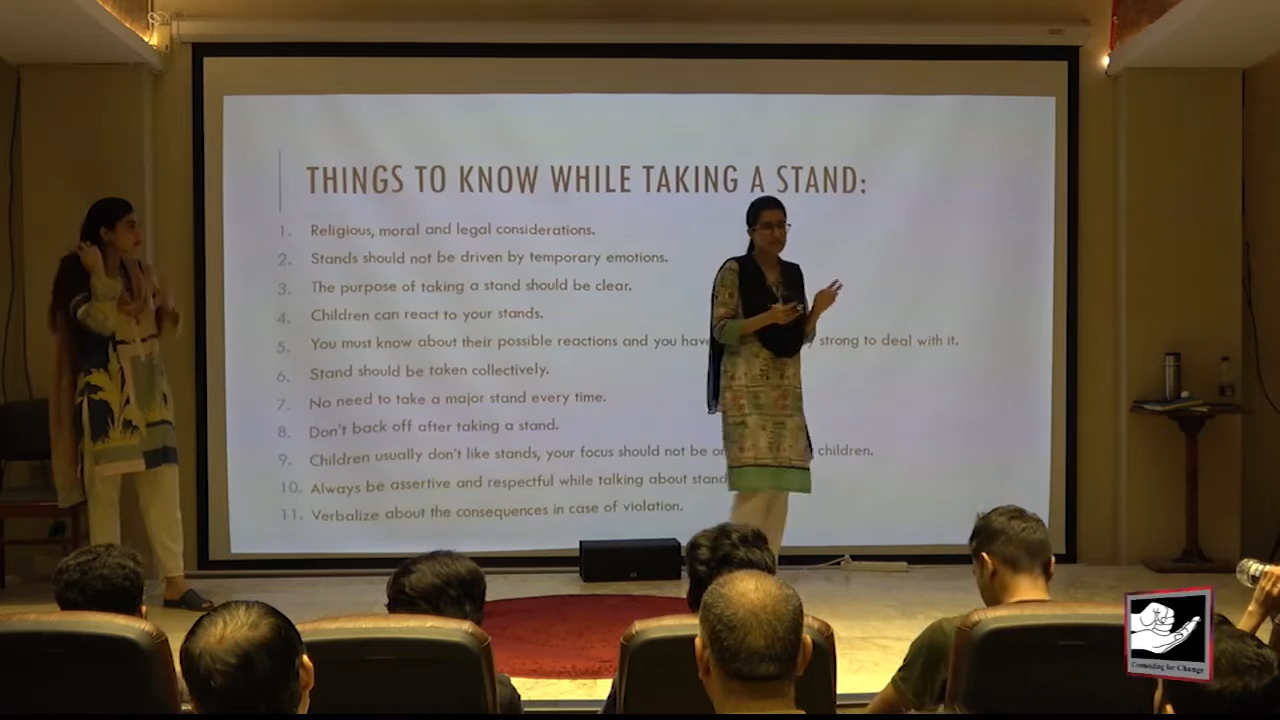 THINGS TO KNOW WHILE TAKING A STAND:
1. Religious, moral and legal considerations.
2. Stands should not be driven by temporary emotions.
3. The purpose of taking a stand should be clear.
4. Children can react to your stands.
5. You must know about their possible reactions and you strong to deal with it.
6. Stand should be taken collectively.
7. No need to take a major stand every time.
8. Don't back off after taking a stand.
9. Children usually don't like stands, your focus should not be children.
10. Always be assertive and respectful while talking about
11. Verbalize about the consequences in case of violation.
Contending for Change